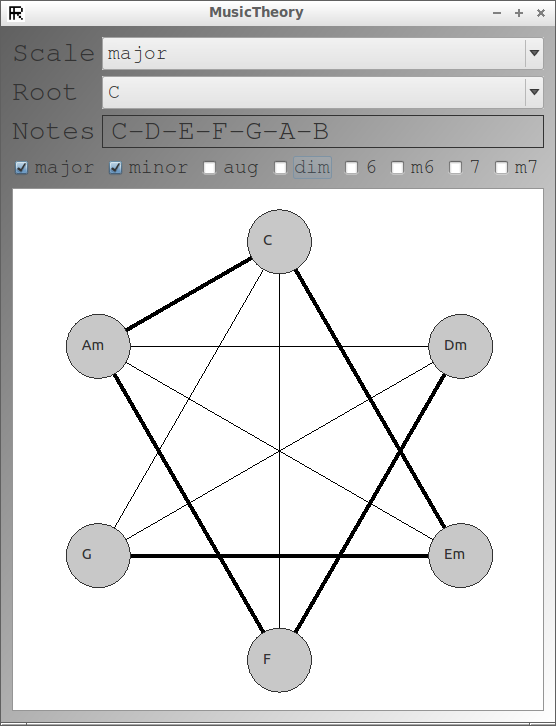 MusicTheory
Scale major
Root C
Notes C-D-E-F-G-A-B
major minor aug dim 6 m6 7 m7
C
Am Dm
G Em
F